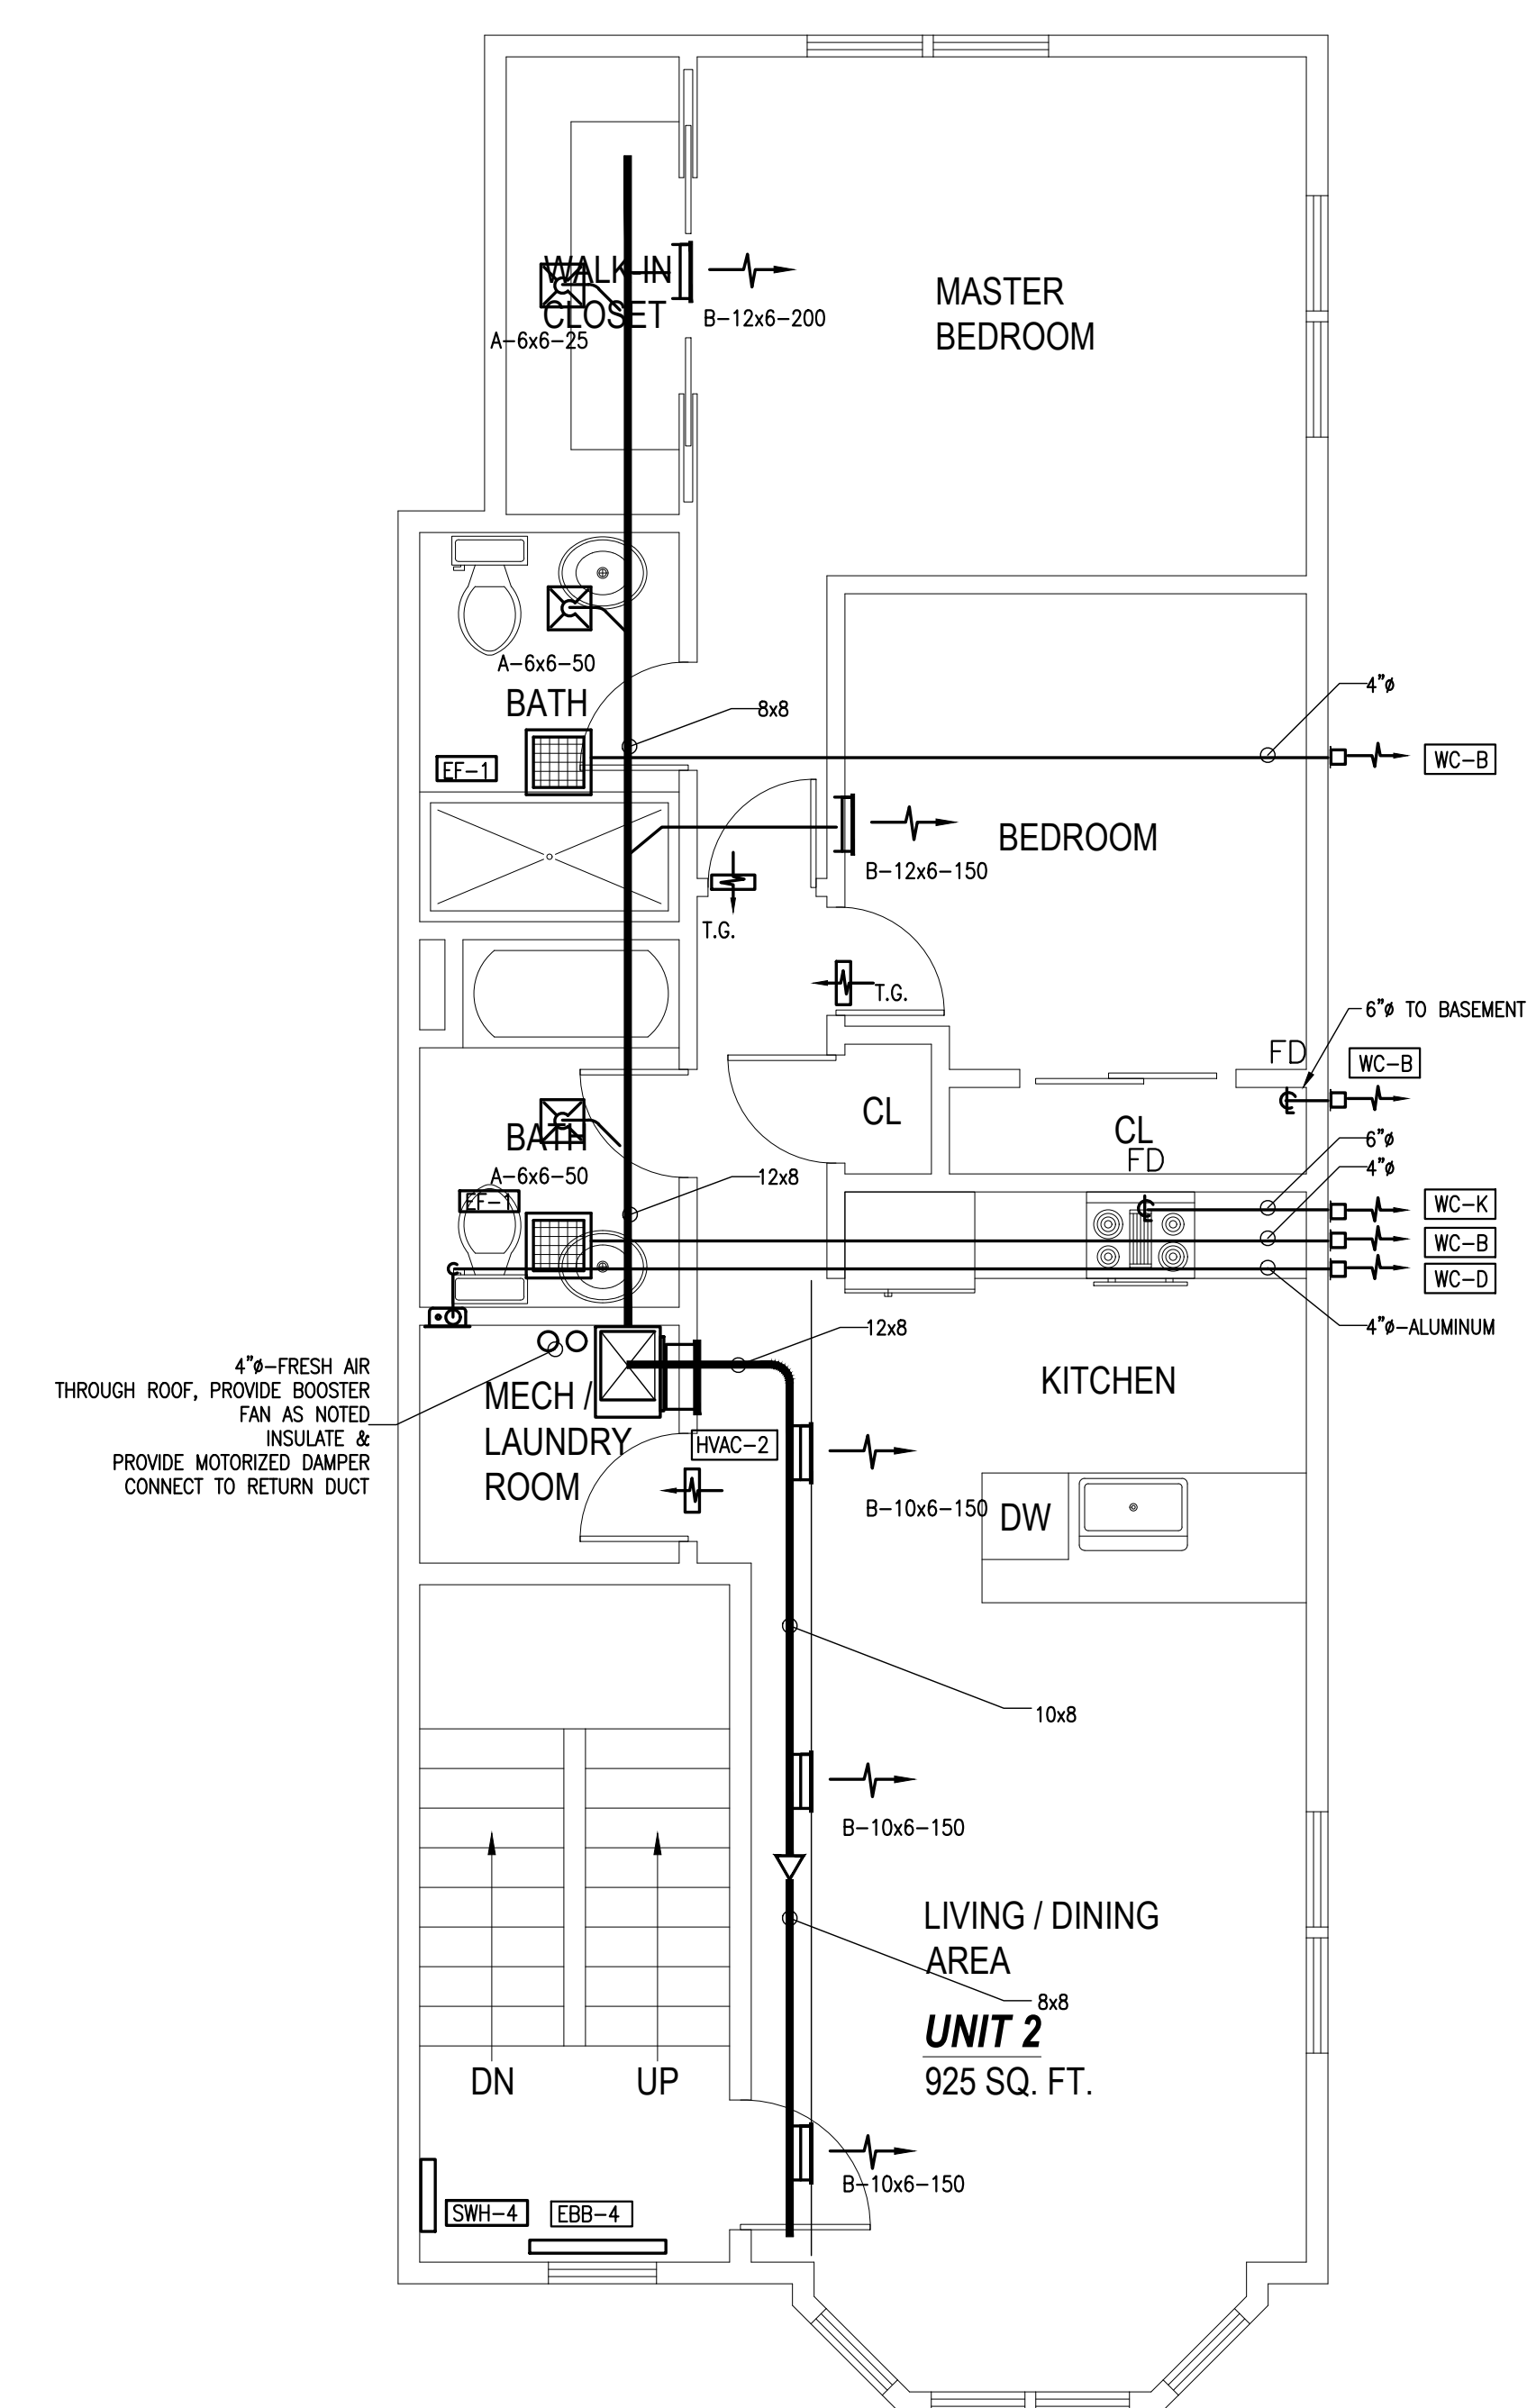 WALK-IN
CLOSET
A-6x6-25
B-12x6-200
MASTER
BEDROOM
A-6x6-50
BATH
8x8
4"ø
EF-1
WC-B
BEDROOM
B-12x6-150
T.G.
T.G.
6"ø TO BASEMENT
FD
WC-B
CL
CL
FD
BATH
A-6x6-50
EF-1
12x8
6"ø
4"ø
WC-K
WC-B
WC-D
4"ø-ALUMINUM
12x8
KITCHEN
4"ø-FRESH AIR
THROUGH ROOF, PROVIDE BOOSTER
FAN AS NOTED
INSULATE &
PROVIDE MOTORIZED DAMPER
CONNECT TO RETURN DUCT
MECH /
LAUNDRY
ROOM
HVAC-2
B-10x6-150
DW
10x8
B-10x6-150
LIVING / DINING
AREA
8x8
UNIT 2
925 SQ. FT.
DN
UP
B-10x6-150
SWH-4
EBB-4